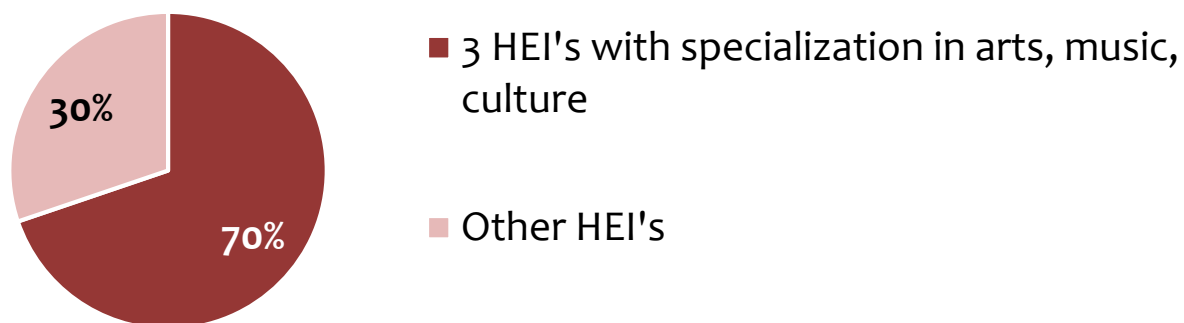 3 HEI's with specialization in arts, music,
culture
30%
70%
Other HEI's